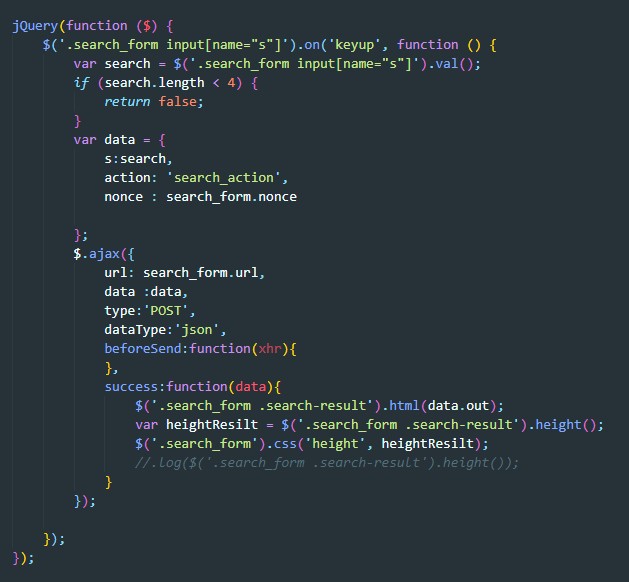 jQuery(function ($) {
    $('.search_form input[name="s"]').on('keyup', function () {
        var search = $('.search_form input[name="s"]').val();
        if (search.length < 4) {
            return false;
        }
        var data = {
            s:search,
            action: 'search_action',
            nonce : search_form.nonce

        };
        $.ajax({
            url: search_form.url,
            data :data,
            type:'POST',
            dataType:'json',
            beforeSend:function(xhr){
            },
            success:function(data){
                $('.search_form .search-result').html(data.out);
                var heightResilt = $('.search_form .search-result').height();
                $('.search_form').css('height', heightResilt);
                //.log($('.search_form .search-result').height());
            }
        });

    });
});